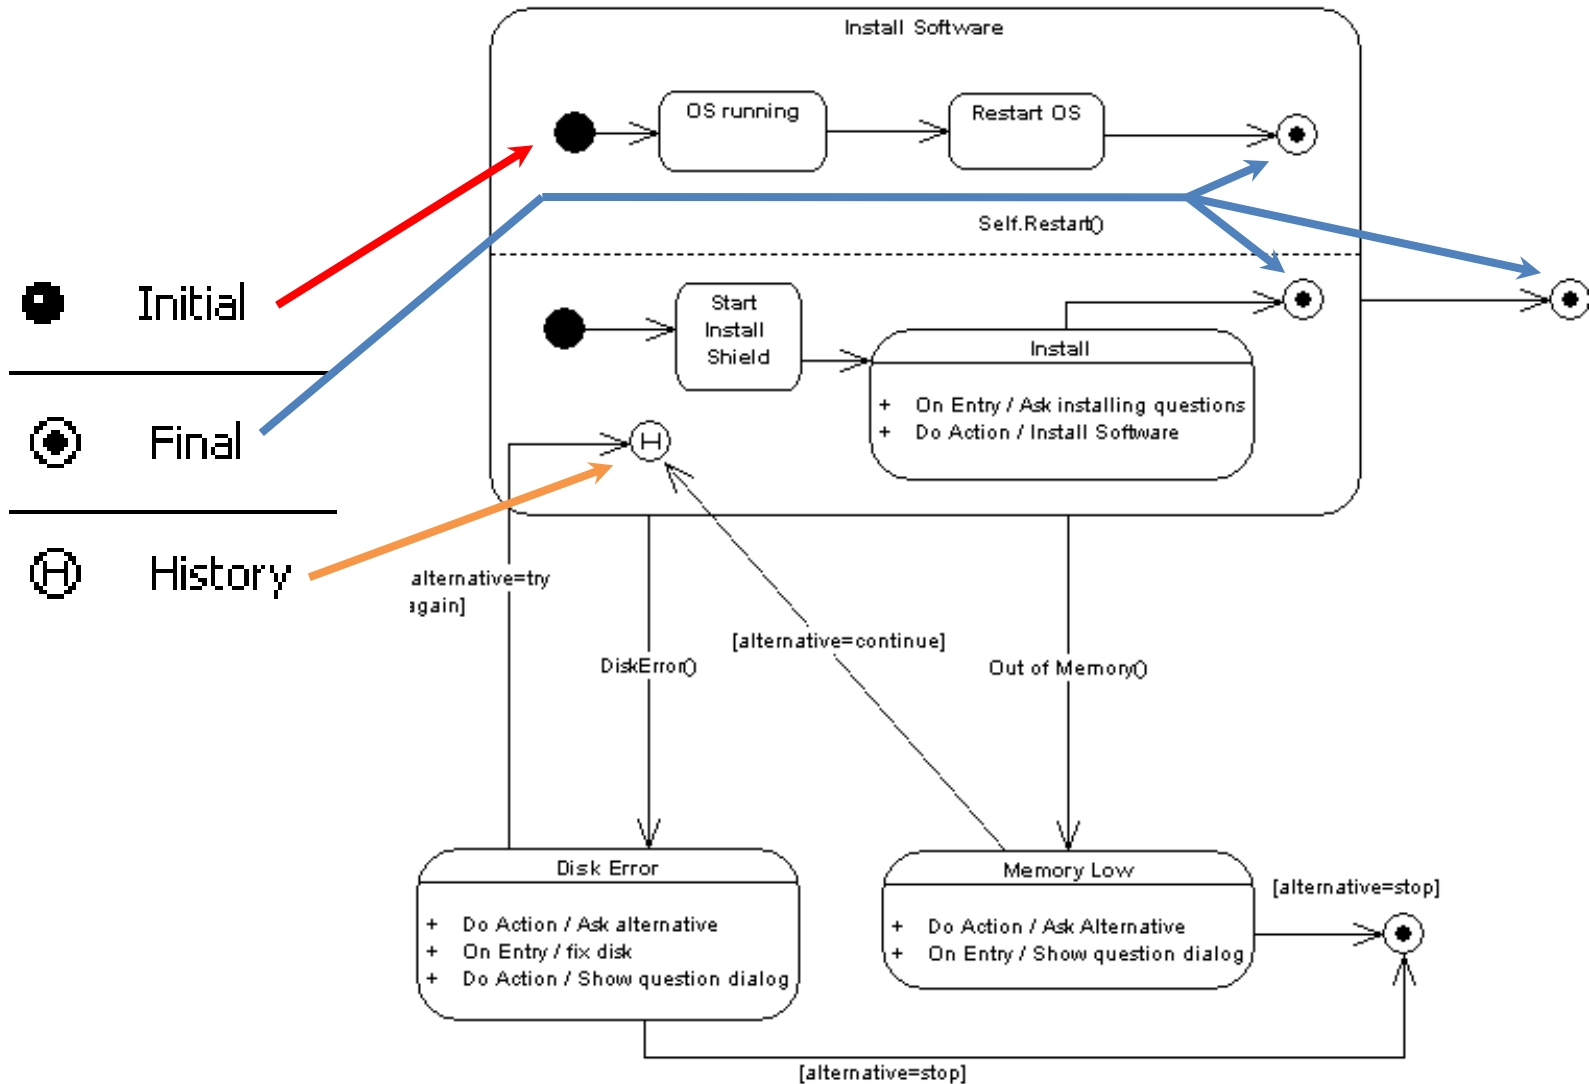 Install Software
OS running
Restart OS
Self.Restart()
Initial
Start
Install
Shield
Install
+ On Entry / Ask installing questions
+ Do Action / Install Software
Final
H
H
History
alternative=try
again]
[alternative=continue]
DiskError()
Out of Memory()
Disk Error
+ Do Action / Ask alternative
+ On Entry / fix disk
+ Do Action / Show question dialog
Memory Low
+ Do Action / Ask Alternative
+ On Entry / Show question dialog
[alternative=stop]
[alternative=stop]